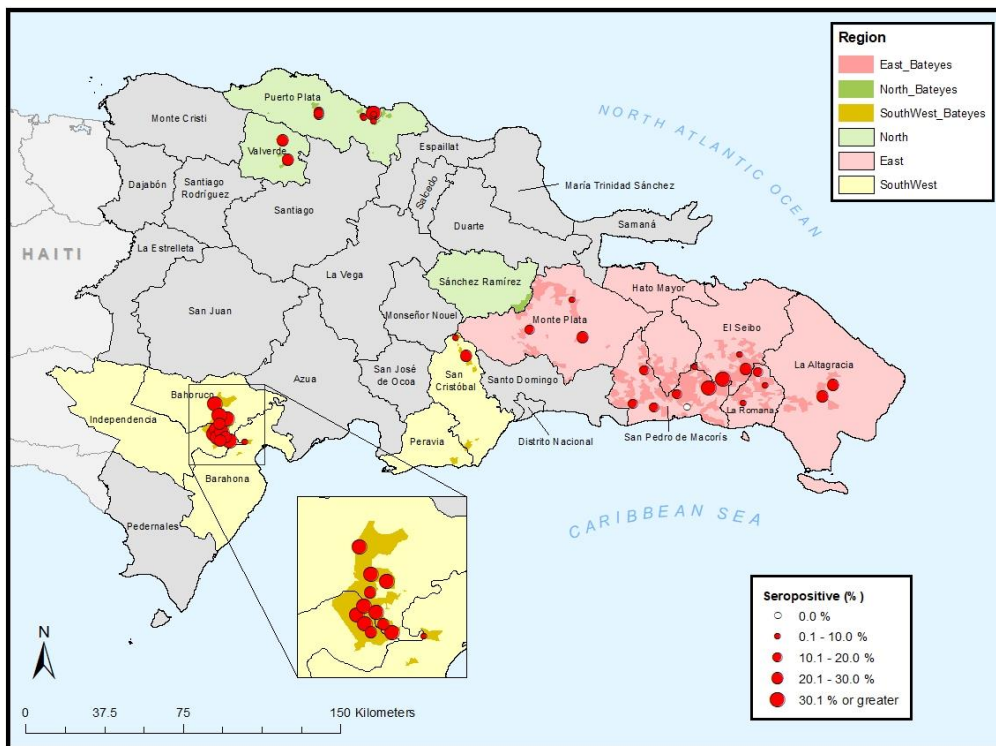 Region
East_Bateyes
North_Bateyes
SouthWest_Bateyes
North
East
SouthWest
NORTH ATLANTIC OCEAN
Puerto Plata
Monte Cristi
Espaillat
Valverde
Dajabón
Santiago
Rodríguez
Santiago
Salcedo
María Trinidad Sánchez
Duarte
Samaná
HAITI
La Estrelleta
La Vega
Sánchez Ramírez
Hato Mayor
San Juan
Monseñor Nouel
Monte Plata
El Seibo
La Altagracia
Azua
San José
de Ocoa
San
Cristóbal
Santo Domingo
Bahoruco
Independencia
La Romana
Peravia
Distrito Nacional
San Pedro de Macorís
Barahona
Pedernales
CARIBBEAN SEA
Seropositive (%)
0.0 %
0.1 - 10.0 %
10.1 - 20.0 %
20.1 - 30.0 %
30.1 % or greater
N
0 37.5 75 150 Kilometers